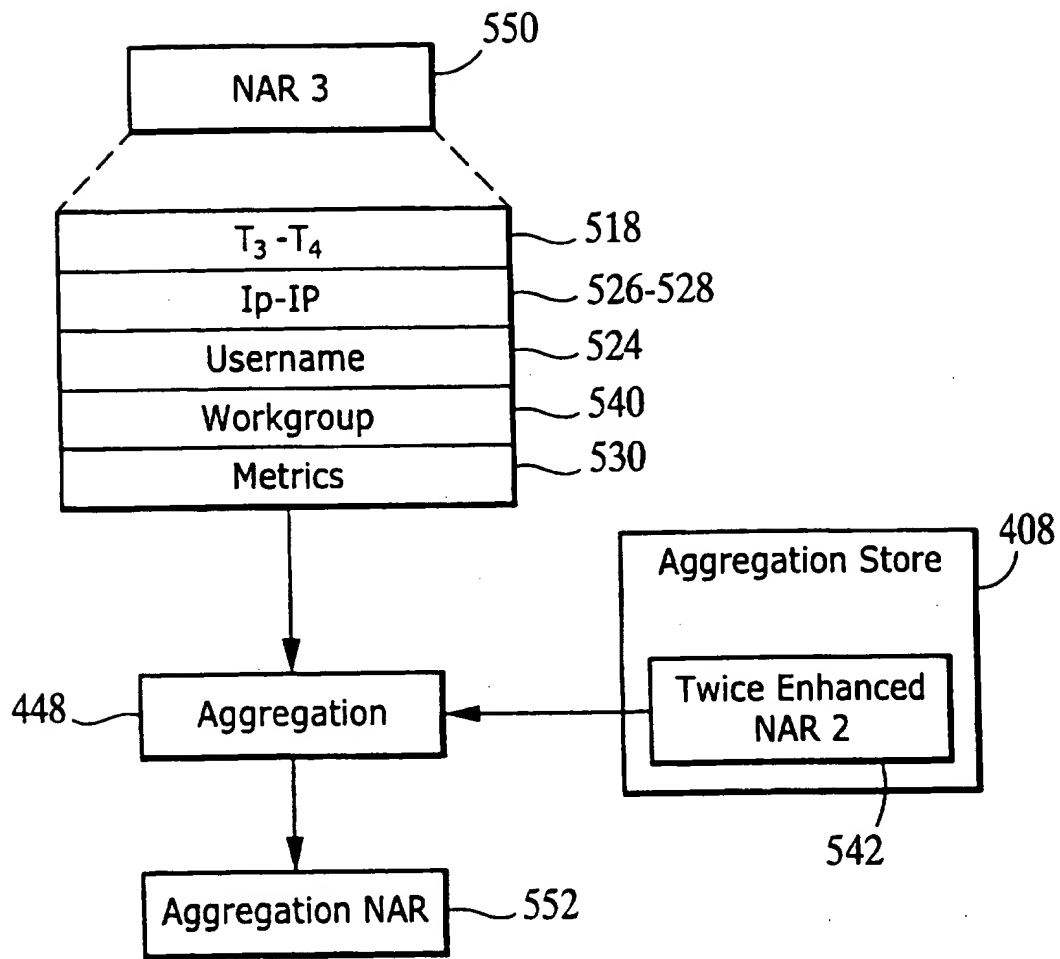 550
NAR 3
T₃-T₄
518
Ip-IP
526-528
Username
524
Workgroup
540
Metrics
530
408
Aggregation Store
448
Aggregation
Twice Enhanced
NAR 2
542
Aggregation NAR
552